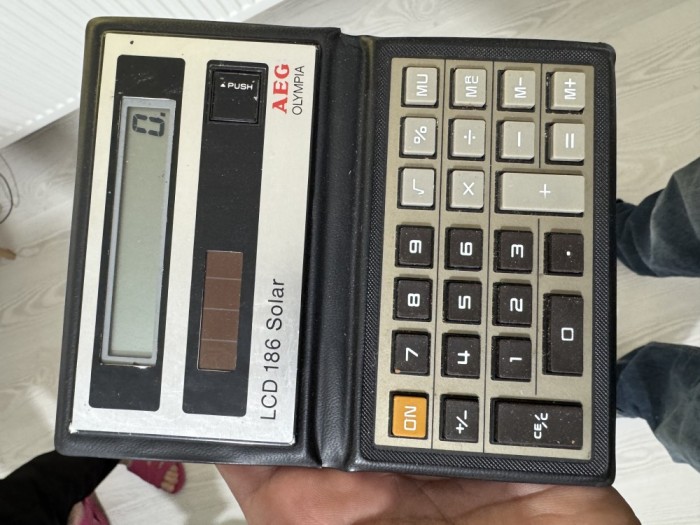 0.
PUSH
LCD 186 Solar
AEG
OLYMPIA
ON 7 8 9 √ % MU
+/- 4 5 6 × ÷ MRC
CE/C 1 2 3 + − M−
0 . = M+